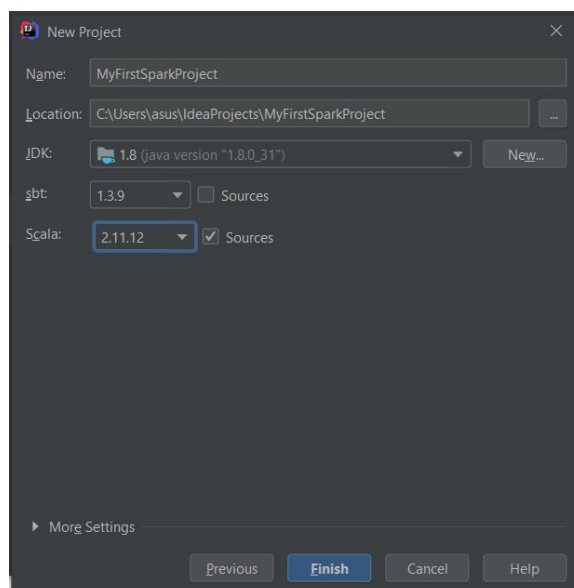 New Project
Name: MyFirstSparkProject
Location: C:\Users\asus\IdeaProjects\MyFirstSparkProject ...
JDK: 1.8 (java version "1.8.0_31") New...
sbt: 1.3.9 Sources
Scala: 2.11.12 Sources
More Settings
Previous Finish Cancel Help